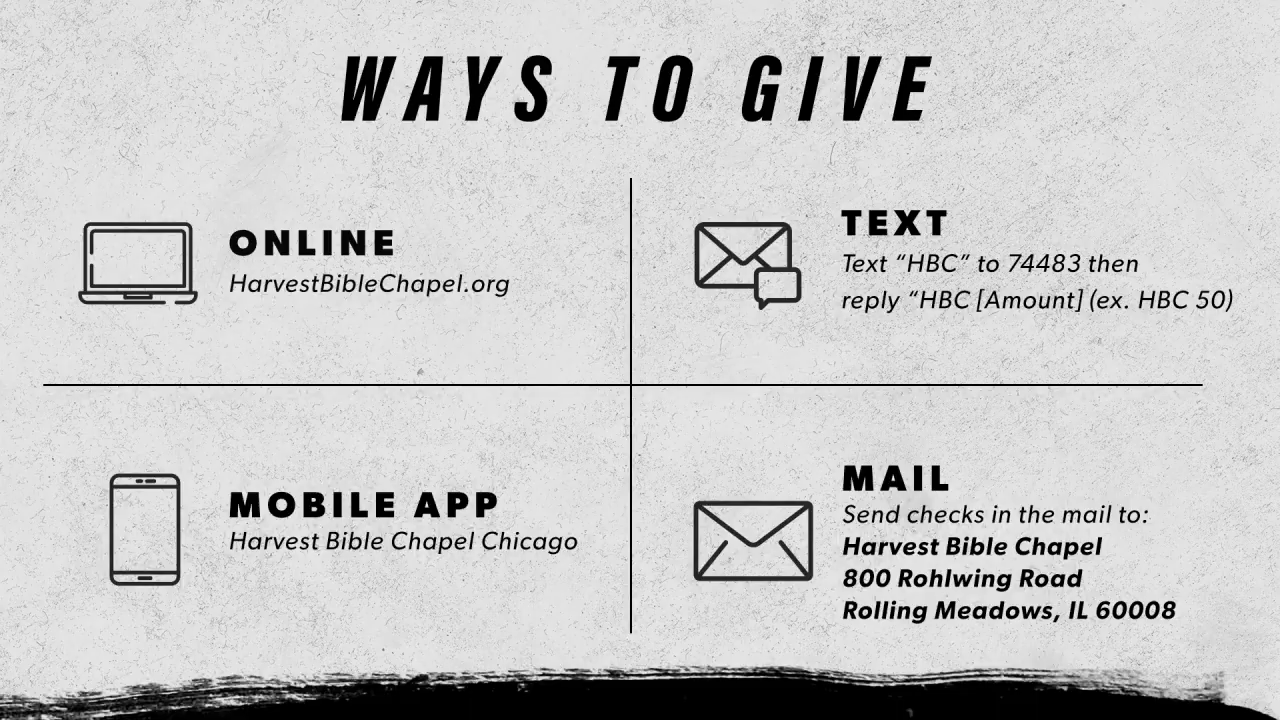 WAYS TO GIVE
ONLINE
HarvestBibleChapel.org
TEXT
Text “HBC” to 74483 then
reply “HBC [Amount] (ex. HBC 50)
MOBILE APP
Harvest Bible Chapel Chicago
MAIL
Send checks in the mail to:
Harvest Bible Chapel
800 Rohlwing Road
Rolling Meadows, IL 60008